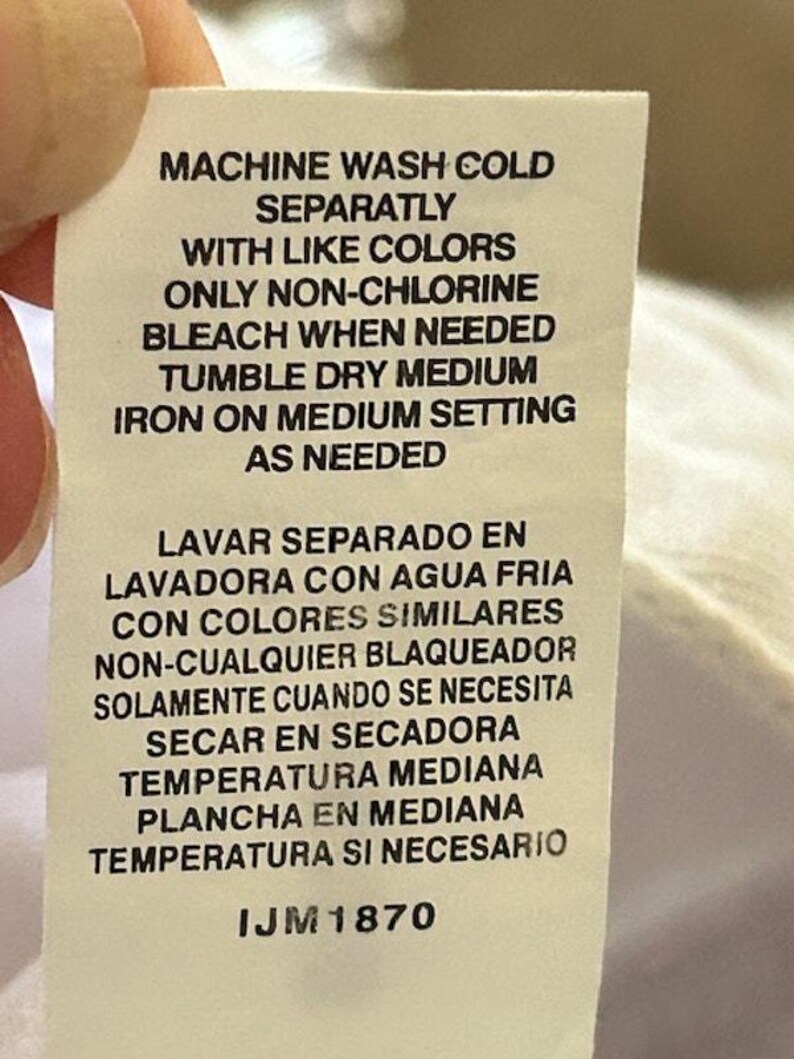 MACHINE WASH COLD
SEPARATLY
WITH LIKE COLORS
ONLY NON-CHLORINE
BLEACH WHEN NEEDED
TUMBLE DRY MEDIUM
IRON ON MEDIUM SETTING
AS NEEDED
LAVAR SEPARADO EN
LAVADORA CON AGUA FRIA
CON COLORES SIMILARES
NON-CUALQUIER BLAQUEADOR
SOLAMENTE CUANDO SE NECESITA
SECAR EN SECADORA
TEMPERATURA MEDIANA
PLANCHA EN MEDIANA
TEMPERATURA SI NECESARIO
IJM1870